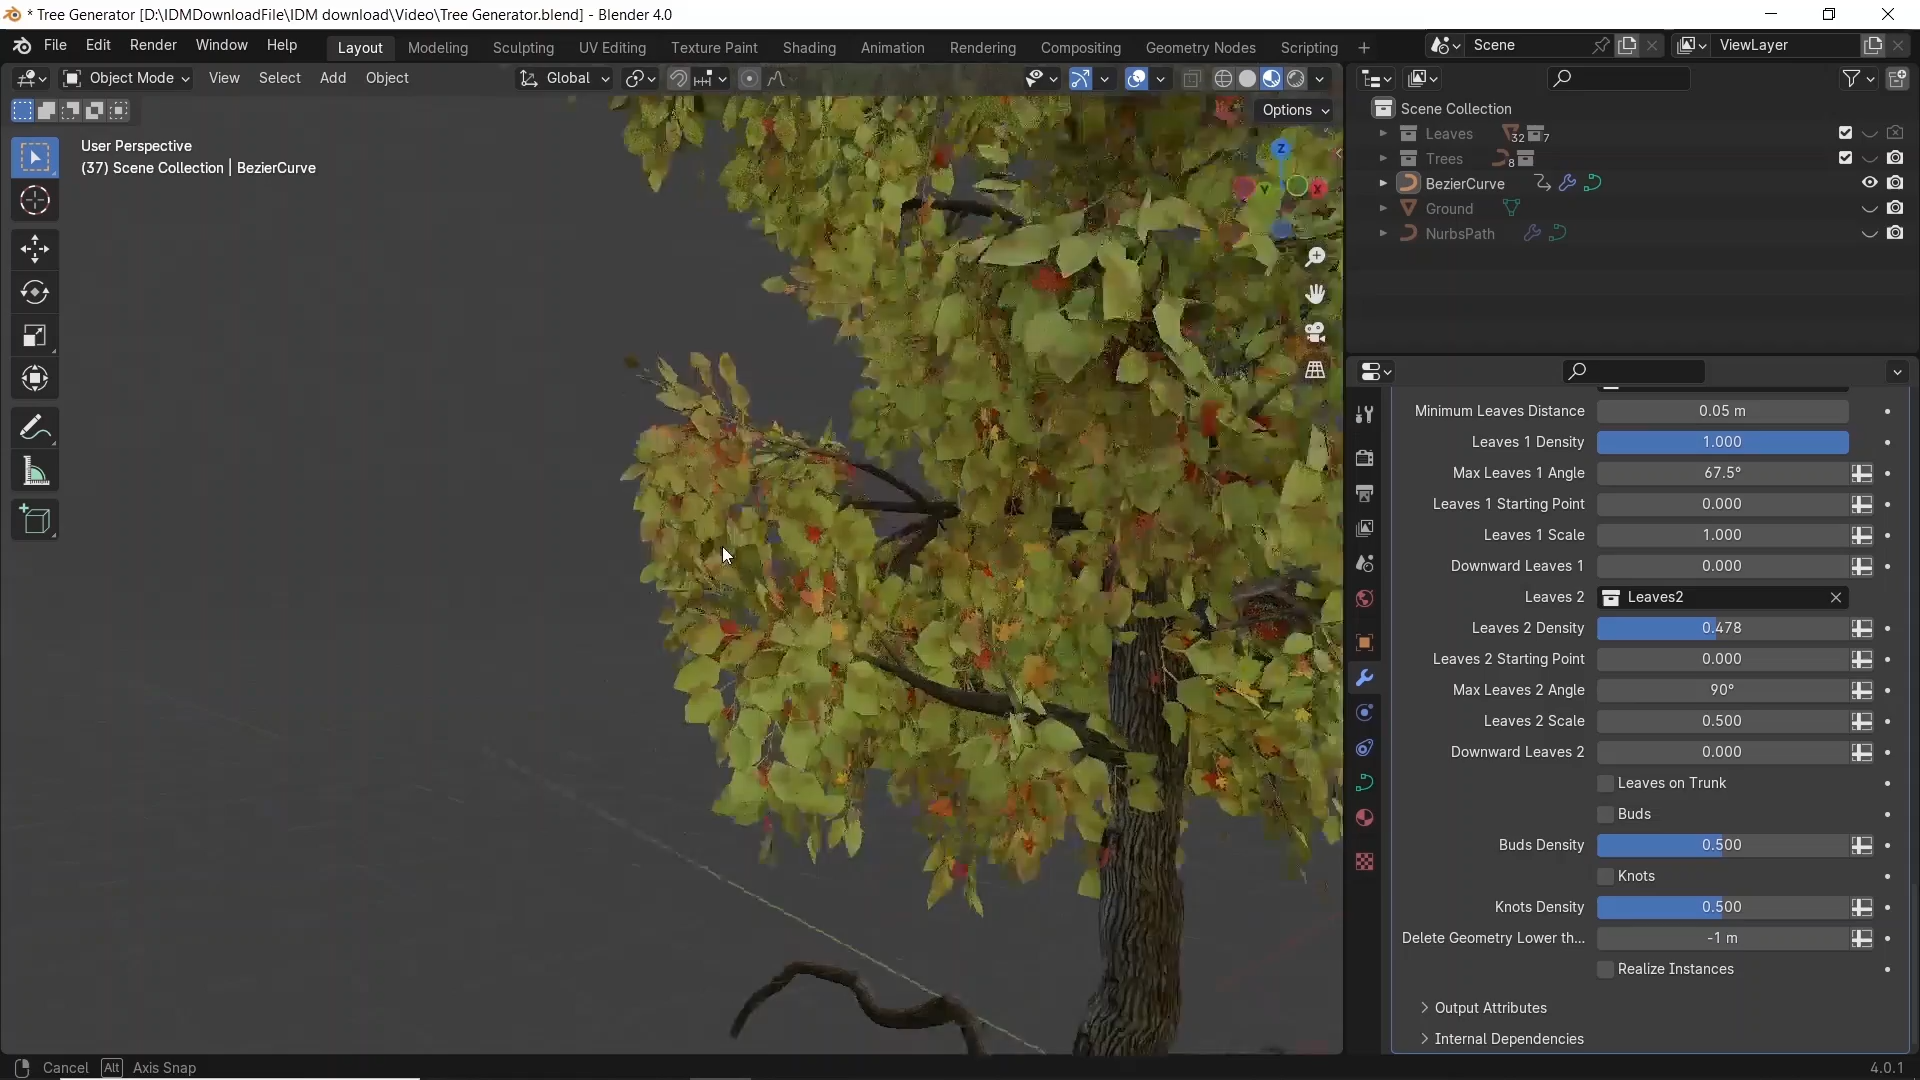 * Tree Generator [D:\IDMDownloadFile\IDM download\Video\Tree Generator.blend] - Blender 4.0
File Edit Render Window Help
Layout Modeling Sculpting UV Editing Texture Paint Shading Animation Rendering Compositing Geometry Nodes Scripting +
Scene
ViewLayer
Object Mode View Select Add Object
Global
Options
User Perspective
(37) Scene Collection | BezierCurve
Z
Y
X
Scene Collection
Leaves 32 7
Trees 8
BezierCurve
Ground
NurbsPath
Minimum Leaves Distance 0.05 m
Leaves 1 Density 1.000
Max Leaves 1 Angle 67.5°
Leaves 1 Starting Point 0.000
Leaves 1 Scale 1.000
Downward Leaves 1 0.000
Leaves 2 Leaves2
Leaves 2 Density 0.478
Leaves 2 Starting Point 0.000
Max Leaves 2 Angle 90°
Leaves 2 Scale 0.500
Downward Leaves 2 0.000
Leaves on Trunk
Buds
Buds Density 0.500
Knots
Knots Density 0.500
Delete Geometry Lower th... -1 m
Realize Instances
Output Attributes
Internal Dependencies
Cancel Alt Axis Snap
4.0.1